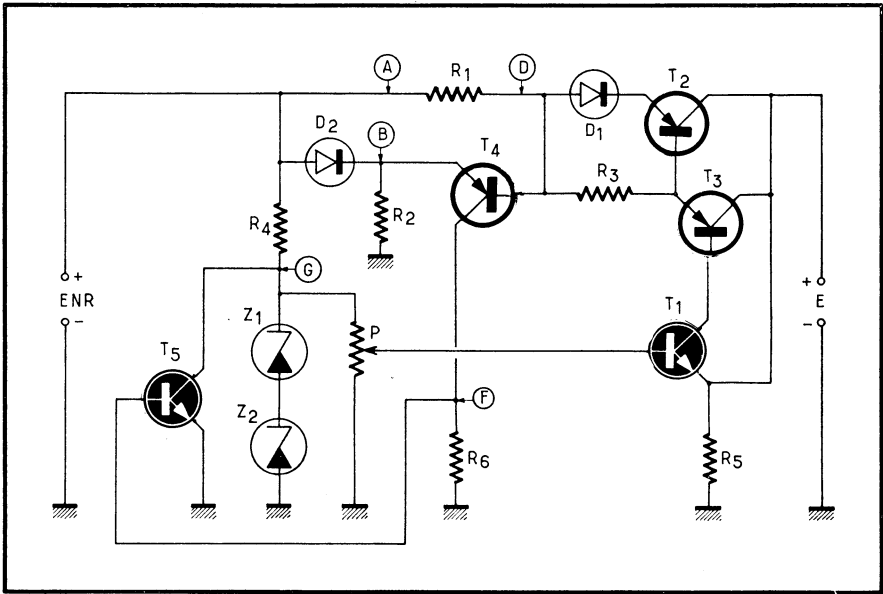 A
R1
D
T2
D1
D2
B
T4
T3
R3
R4
R2
G
+
ENR
-
+
E
-
Z1
P
T1
T5
Z2
F
R6
R5